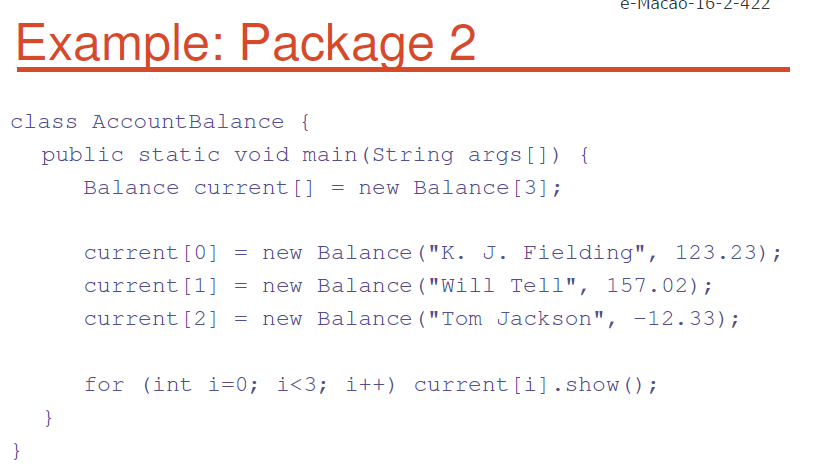 e-Macao-16-2-422
Example: Package 2
class AccountBalance {
public static void main(String args[]) {
Balance current[] = new Balance[3];
current[0] = new Balance("K. J. Fielding", 123.23);
current[1] = new Balance("Will Tell", 157.02);
current[2] = new Balance("Tom Jackson", −12.33);
for (int i=0; i<3; i++) current[i].show();
}
}